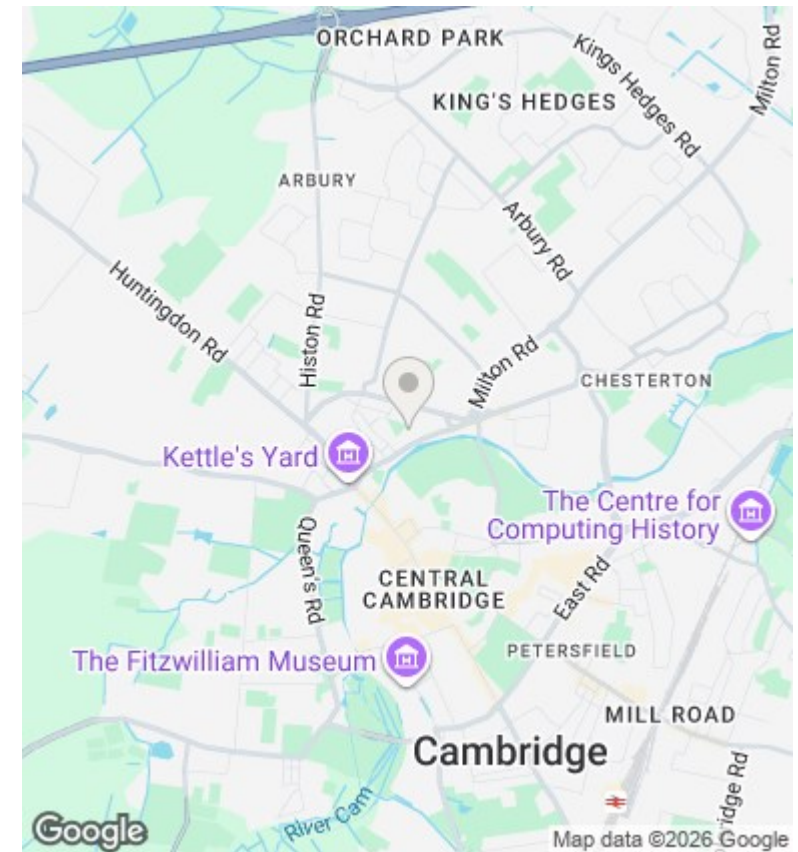 ORCHARD PARK
Kings Hedges Rd
Milton Rd
KING'S HEDGES
ARBURY
Arbury Rd
Huntingdon Rd
Histon Rd
Milton Rd
CHESTERTON
Kettle's Yard
The Centre for
Computing History
Queen's Rd
CENTRAL
CAMBRIDGE
East Rd
PETERSFIELD
The Fitzwilliam Museum
MILL ROAD
Cambridge
River Cam
idge Rd
Google
Map data ©2026 Google